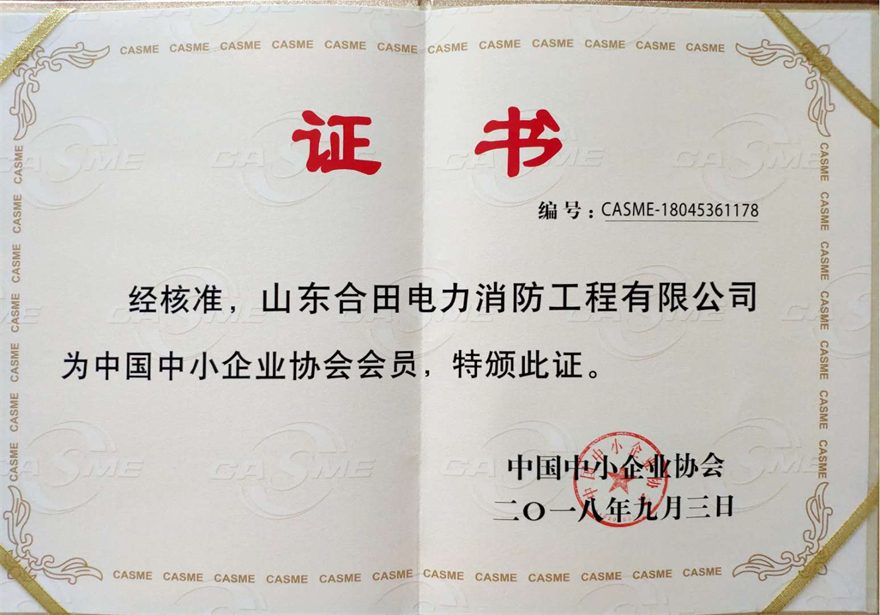 CASME CASME CASME CASME CASME CASME CASME CASME CASME CASME CASME CASME
证书
编号：CASME-18045361178
经核准，山东合田电力消防工程有限公司
为中国中小企业协会会员，特颁此证。
中国中小企业协会
二〇一八年九月三日
CASME CASME CASME CASME CASME CASME CASME CASME CASME CASME CASME CASME